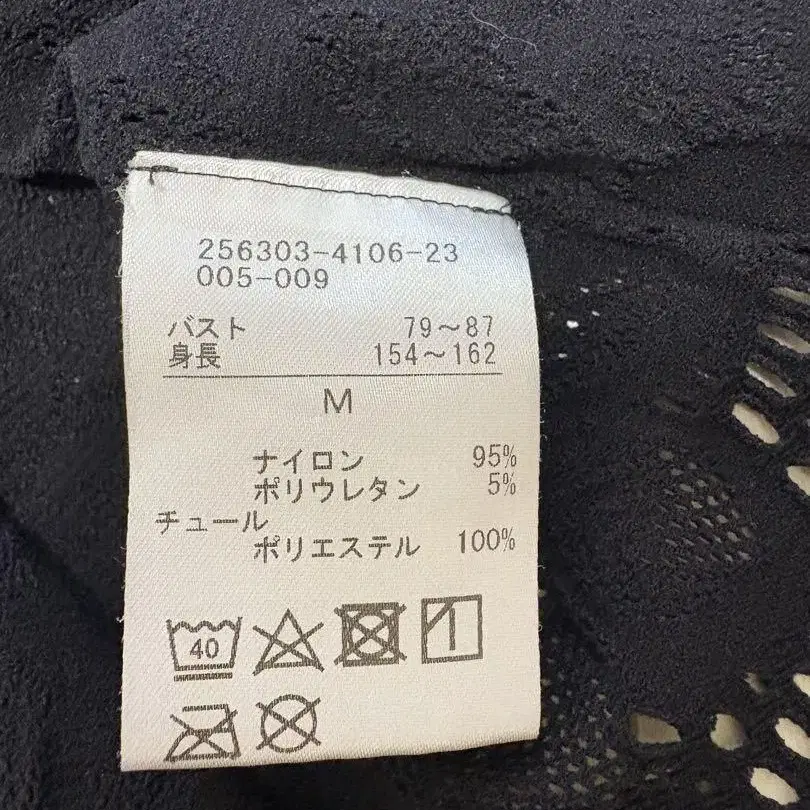 256303-4106-23
005-009
バスト 79～87
身長 154～162
M
ナイロン 95%
ポリウレタン 5%
チュール
ポリエステル 100%
40